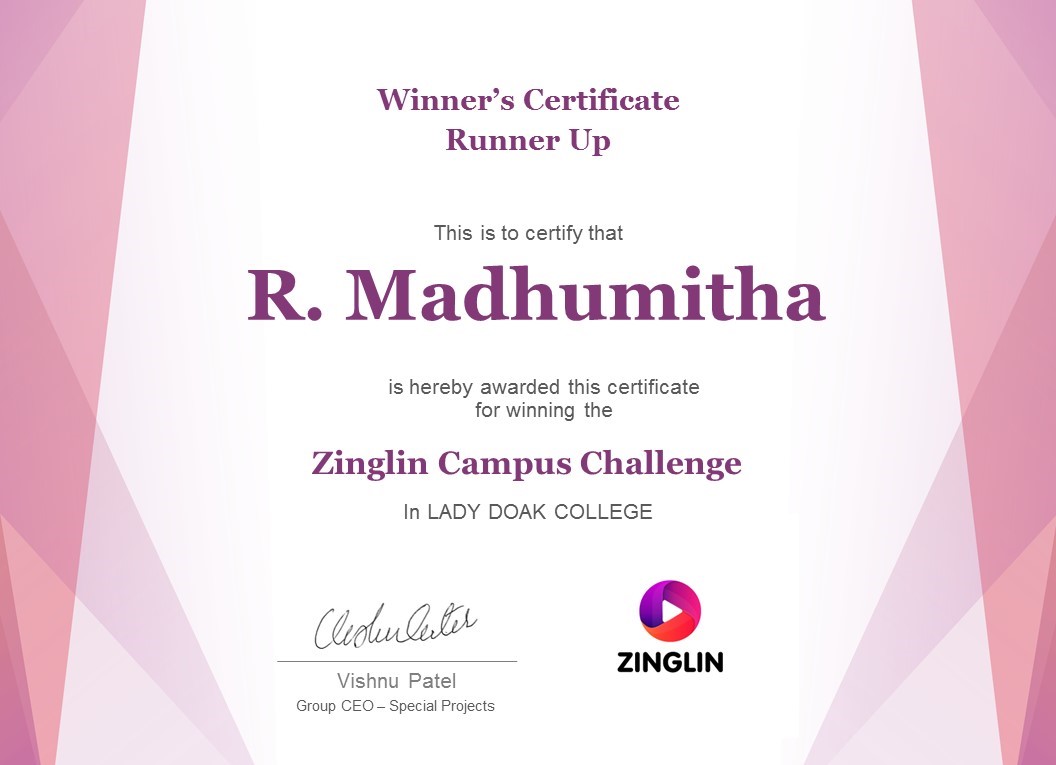 Winner’s Certificate
Runner Up
This is to certify that
R. Madhumitha
is hereby awarded this certificate
for winning the
Zinglin Campus Challenge
In LADY DOAK COLLEGE
ZINGLIN
Vishnu Patel
Group CEO – Special Projects